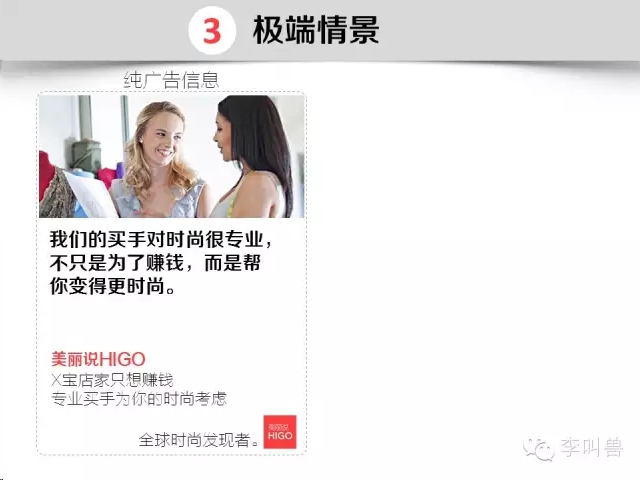 3 极端情景
纯广告信息
我们的买手对时尚很专业，
不只是为了赚钱，而是帮
你变得更时尚。
美丽说HIGO
X宝店家只想赚钱
专业买手为你的时尚考虑
全球时尚发现者。
美丽说
HIGO
李叫兽